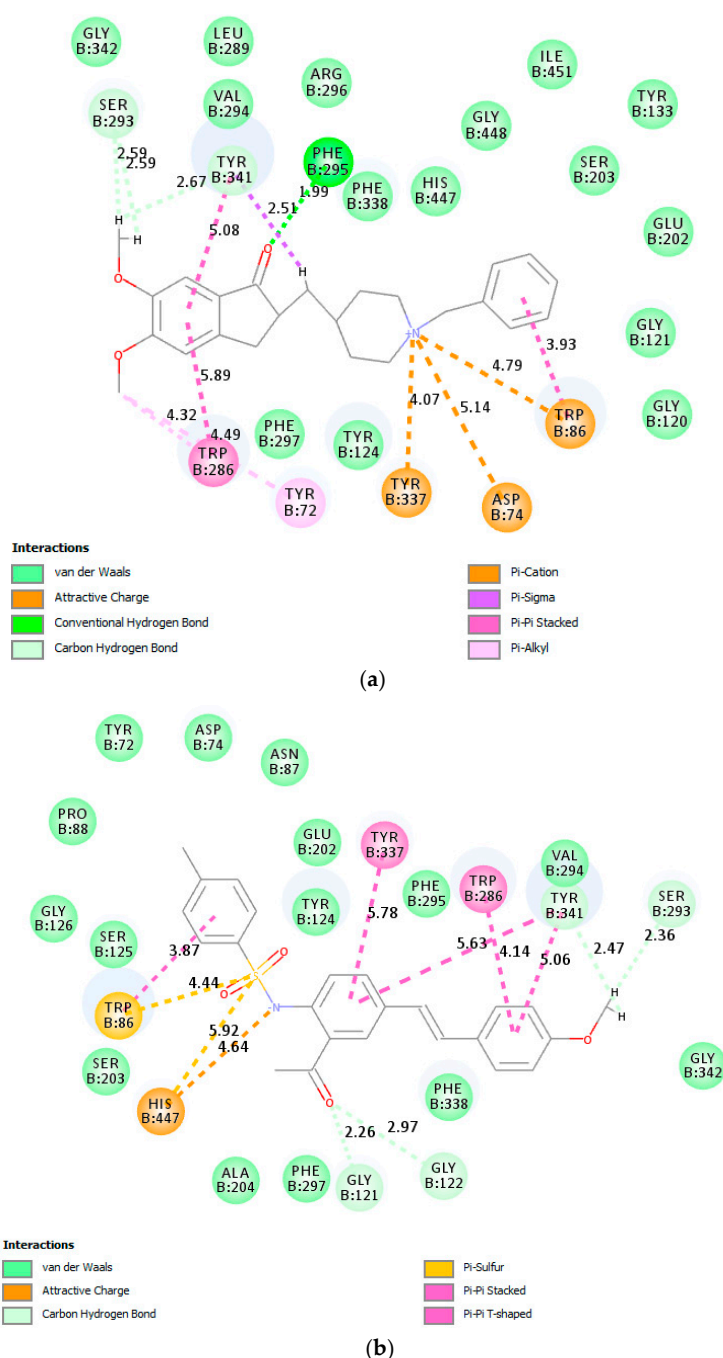 GLY
B:342
LEU
B:289
ARG
B:296
ILE
B:451
SER
B:293
VAL
B:294
GLY
B:448
TYR
B:133
TYR
B:341
PHE
B:295
PHE
B:338
HIS
B:447
SER
B:203
2.59
2.59
2.67
1.99
2.51
5.08
GLU
B:202
H
H
H
O
O
O
+N
GLY
B:121
3.93
4.79
4.07
5.14
5.89
4.32
4.49
TRP
B:86
GLY
B:120
PHE
B:297
TYR
B:124
TRP
B:286
TYR
B:72
TYR
B:337
ASP
B:74
Interactions
van der Waals
Attractive Charge
Conventional Hydrogen Bond
Carbon Hydrogen Bond
Pi-Cation
Pi-Sigma
Pi-Pi Stacked
Pi-Alkyl
(a)
TYR
B:72
ASP
B:74
ASN
B:87
PRO
B:88
GLU
B:202
TYR
B:337
TRP
B:286
VAL
B:294
PHE
B:295
TYR
B:341
SER
B:293
GLY
B:126
SER
B:125
TYR
B:124
3.87
5.78
5.63
4.14
5.06
2.47
2.36
4.44
O
O
S
N
H
H
O
TRP
B:86
5.92
4.64
SER
B:203
HIS
B:447
O
2.26
2.97
PHE
B:338
GLY
B:342
ALA
B:204
PHE
B:297
GLY
B:121
GLY
B:122
Interactions
van der Waals
Attractive Charge
Carbon Hydrogen Bond
Pi-Sulfur
Pi-Pi Stacked
Pi-Pi T-shaped
(b)